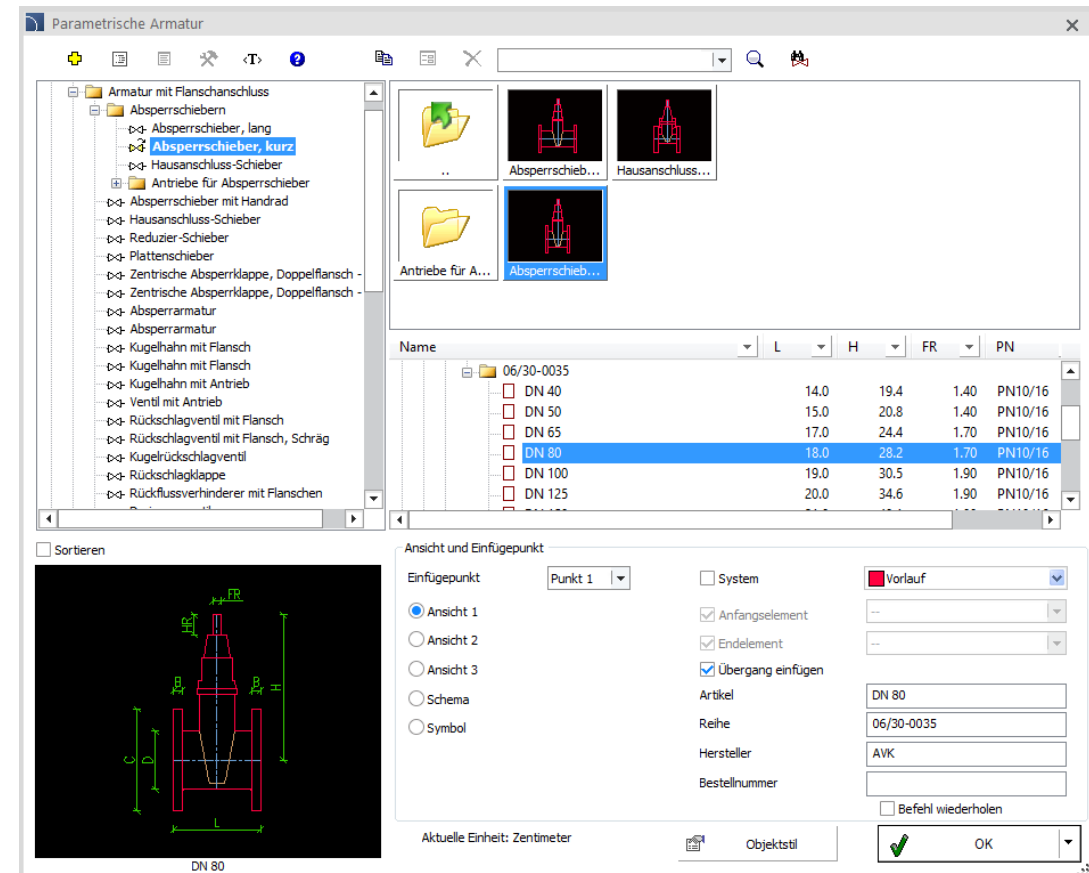 Parametrische Armatur
‹T›
Armatur mit Flanschanschluss
Absperrschiebern
Absperrschieber, lang
Absperrschieber, kurz
Hausanschluss-Schieber
Antriebe für Absperrschieber
Absperrschieber mit Handrad
Hausanschluss-Schieber
Reduzier-Schieber
Plattenschieber
Zentrische Absperrklappe, Doppelflansch -
Zentrische Absperrklappe, Doppelflansch -
Absperrarmatur
Absperrarmatur
Kugelhahn mit Flansch
Kugelhahn mit Flansch
Kugelhahn mit Antrieb
Ventil mit Antrieb
Rückschlagventil mit Flansch
Rückschlagventil mit Flansch, Schräg
Kugelrückschlagventil
Rückschlagklappe
Rückflussverhinderer mit Flanschen
..
Absperrschieb...
Hausanschluss...
Antriebe für A...
Absperrschieb...
Name L H FR PN
06/30-0035
DN 40 14.0 19.4 1.40 PN10/16
DN 50 15.0 20.8 1.40 PN10/16
DN 65 17.0 24.4 1.70 PN10/16
DN 80 18.0 28.2 1.70 PN10/16
DN 100 19.0 30.5 1.90 PN10/16
DN 125 20.0 34.6 1.90 PN10/16
Sortieren
FR
HR
B B H
C D
L
DN 80
Ansicht und Einfügepunkt
Einfügepunkt Punkt 1
Ansicht 1
Ansicht 2
Ansicht 3
Schema
Symbol
System Vorlauf
Anfangselement --
Endelement --
Übergang einfügen
Artikel DN 80
Reihe 06/30-0035
Hersteller AVK
Bestellnummer
Befehl wiederholen
Aktuelle Einheit: Zentimeter
Objektstil
OK